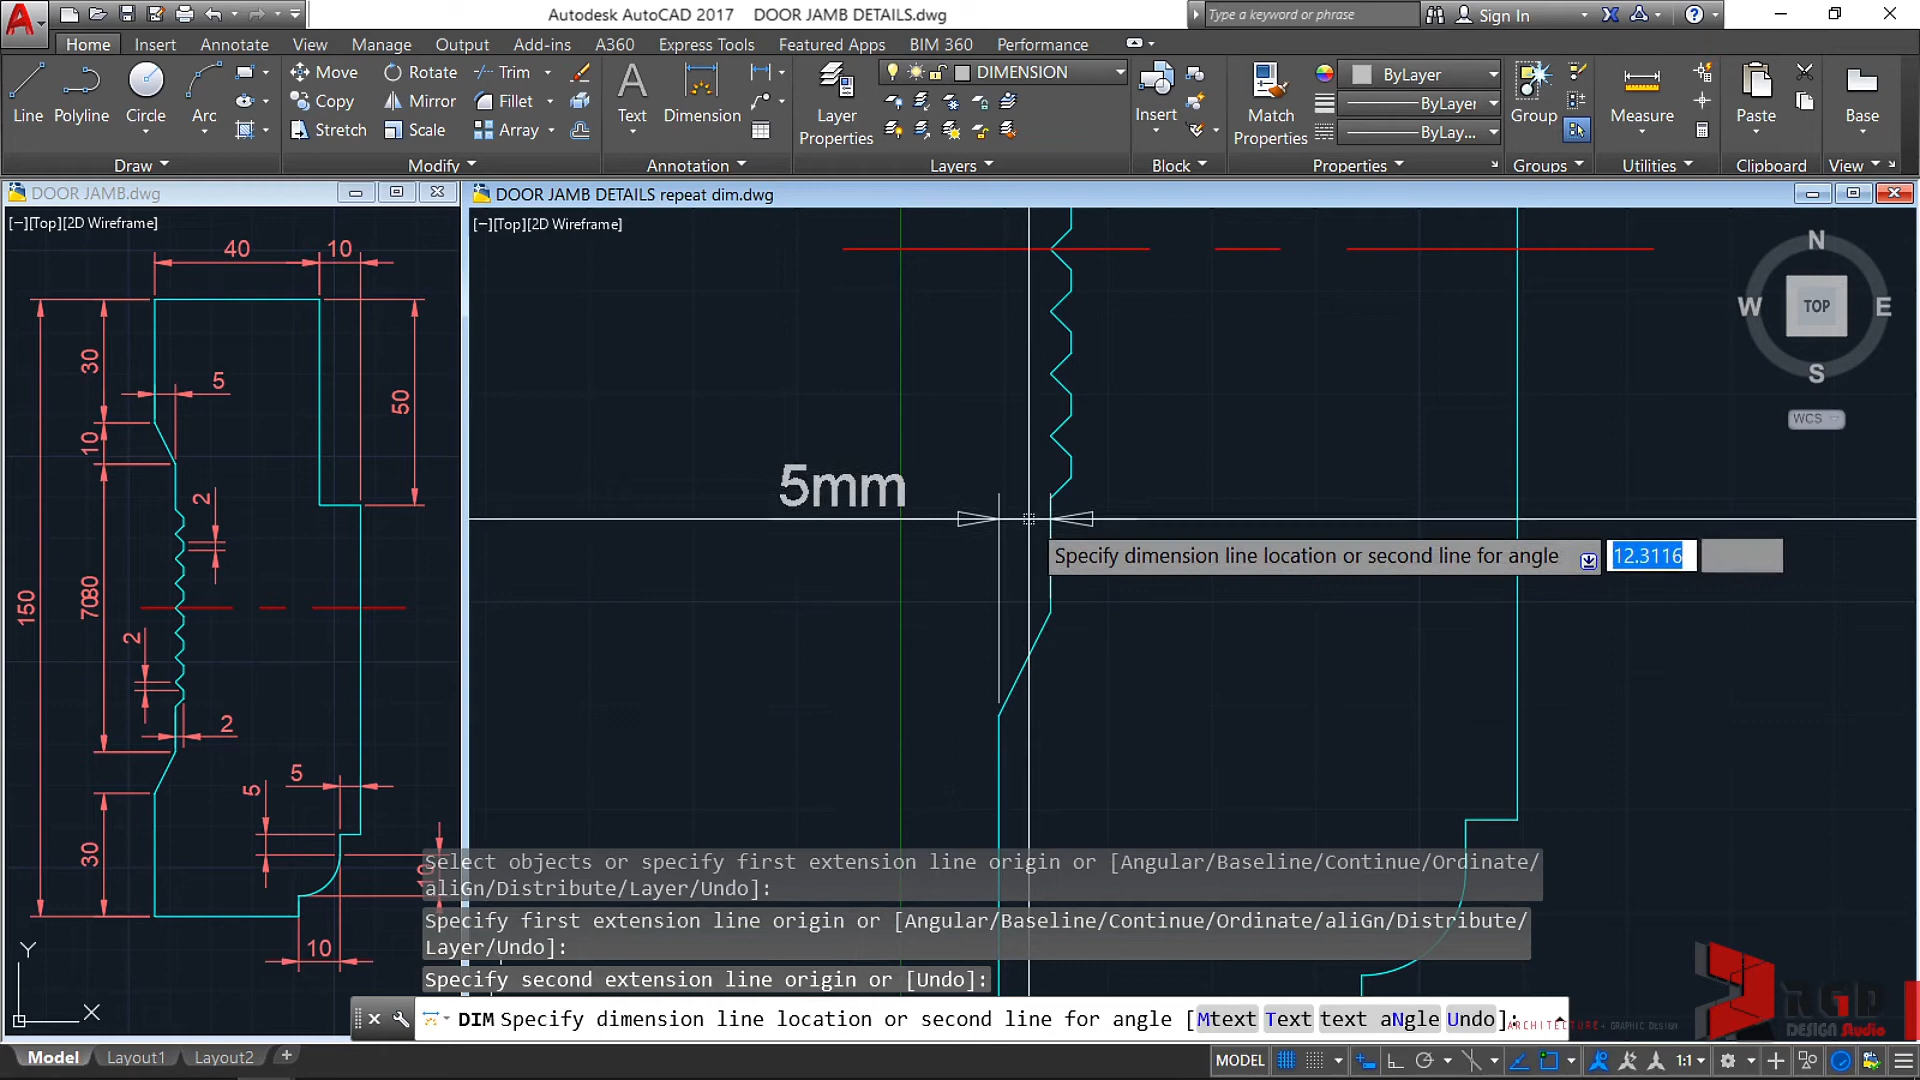 Autodesk AutoCAD 2017 DOOR JAMB DETAILS.dwg
Type a keyword or phrase
Sign In
Home Insert Annotate View Manage Output Add-ins A360 Express Tools Featured Apps BIM 360 Performance
Line
Polyline
Circle
Arc
Move
Copy
Stretch
Rotate
Mirror
Scale
Trim
Fillet
Array
Text
Dimension
Layer
Properties
DIMENSION
Insert
Match
Properties
ByLayer
ByLayer
ByLay...
Group
Measure
Paste
Base
Draw
Modify
Annotation
Layers
Block
Properties
Groups
Utilities
Clipboard
View
DOOR JAMB.dwg
[−][Top][2D Wireframe]
40
10
30
5
50
10
2
150
7080
2
2
5
5
30
10
10
Y
X
DOOR JAMB DETAILS repeat dim.dwg
[−][Top][2D Wireframe]
N
W
TOP
E
S
WCS
5mm
Specify dimension line location or second line for angle
12.3116
Select objects or specify first extension line origin or [Angular/Baseline/Continue/Ordinate/
aliGn/Distribute/Layer/Undo]:
Specify first extension line origin or [Angular/Baseline/Continue/Ordinate/aliGn/Distribute/
Layer/Undo]:
Specify second extension line origin or [Undo]:
DIM Specify dimension line location or second line for angle [Mtext Text text aNgle Undo]:
RGD
DESIGN Studio
ARCHITECTURE + GRAPHIC DESIGN
Model
Layout1
Layout2
+
MODEL
1:1